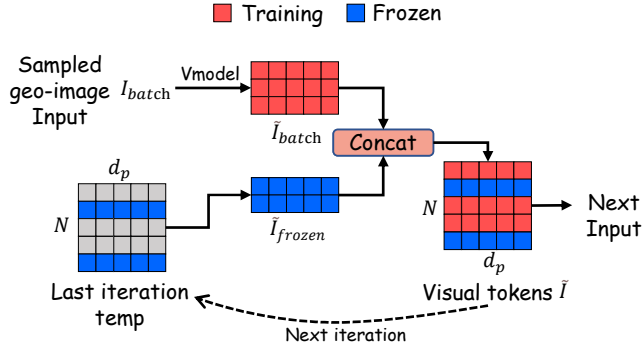 Training Frozen
Sampled
geo-image
Input
I_batch
Vmodel
Ĩ_batch
Concat
d_p
N
Ĩ_frozen
N
d_p
Next
Input
Last iteration
temp
Visual tokens Ĩ
Next iteration